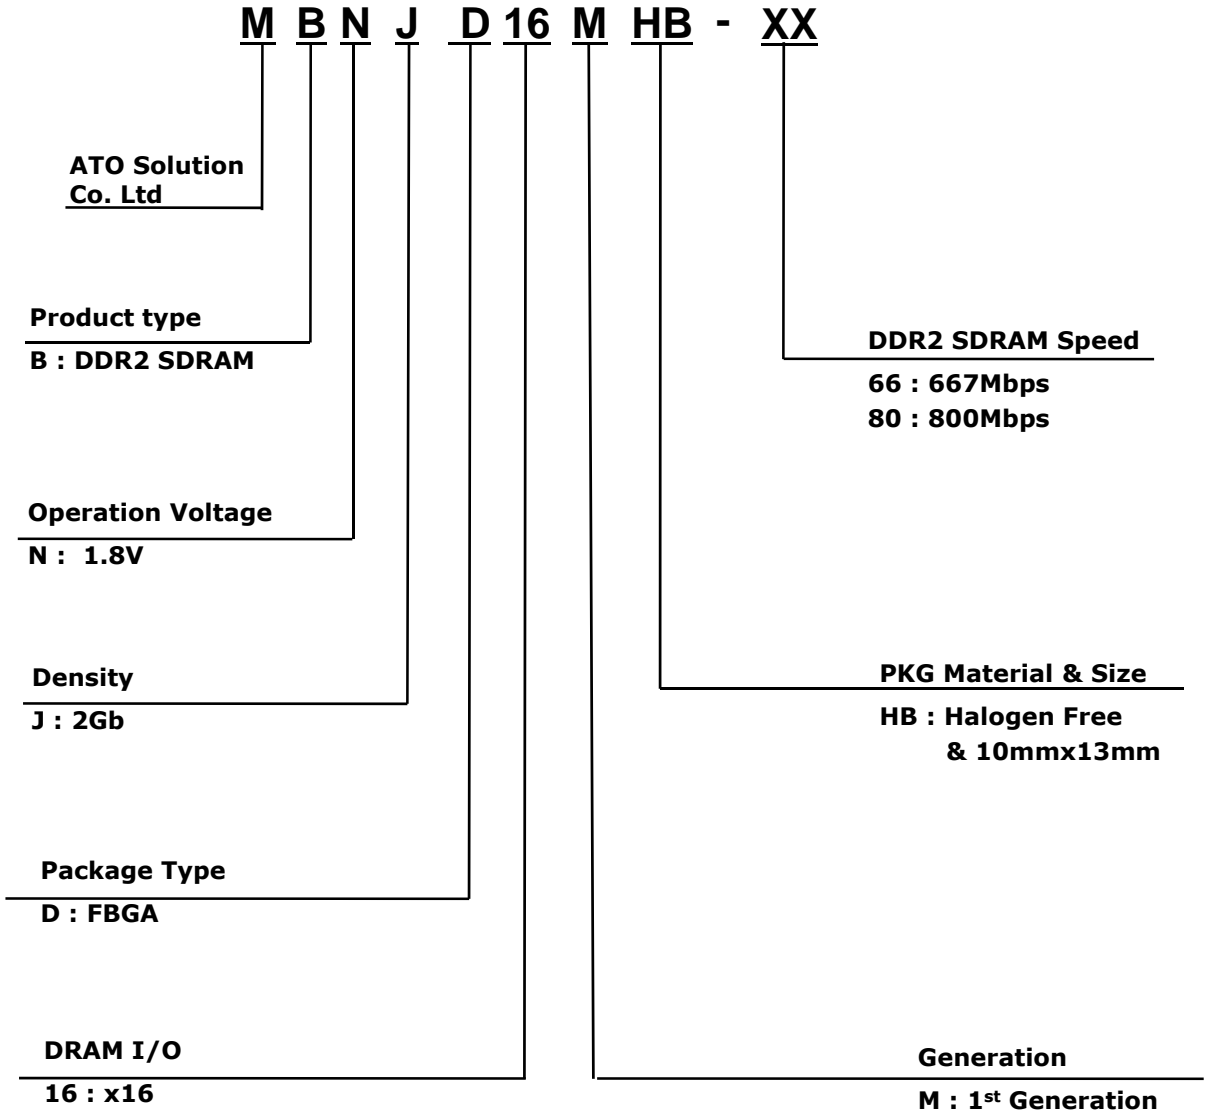 M B N J D 16 M HB - XX
ATO Solution
Co. Ltd
Product type
B : DDR2 SDRAM
Operation Voltage
N : 1.8V
Density
J : 2Gb
Package Type
D : FBGA
DRAM I/O
16 : x16
DDR2 SDRAM Speed
66 : 667Mbps
80 : 800Mbps
PKG Material & Size
HB : Halogen Free
& 10mmx13mm
Generation
M : 1st Generation